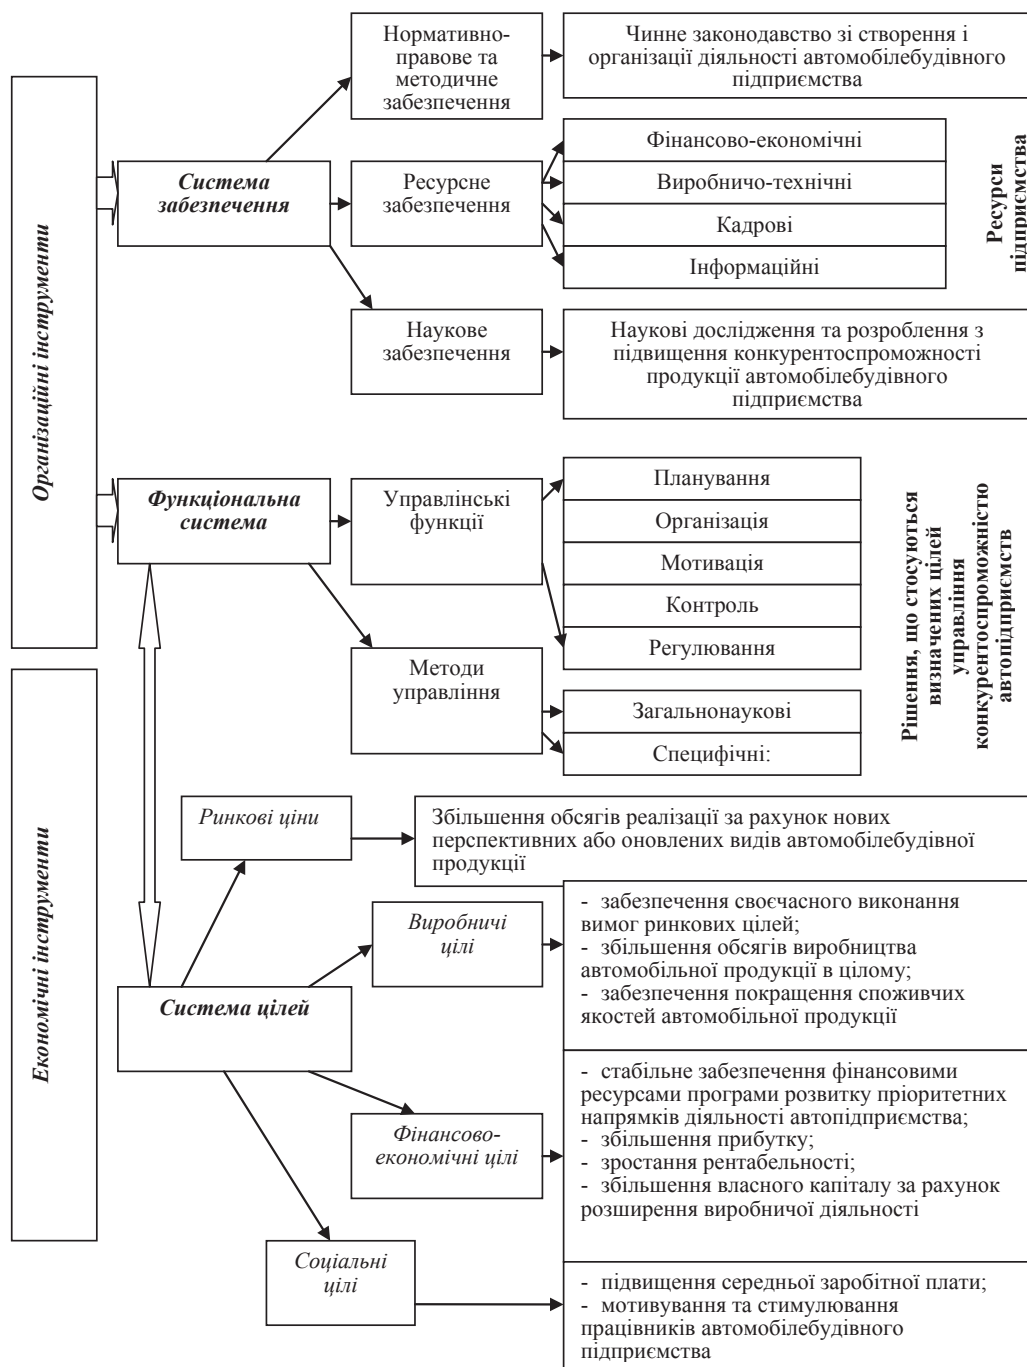 Організаційні інструменти
Нормативно-
правове та
методичне
забезпечення
Чинне законодавство зі створення і
організації діяльності автомобілебудівного
підприємства
Система
забезпечення
Ресурсне
забезпечення
Фінансово-економічні
Виробничо-технічні
Кадрові
Інформаційні
Ресурси
підприємства
Наукове
забезпечення
Наукові дослідження та розроблення з
підвищення конкурентоспроможності
продукції автомобілебудівного
підприємства
Функціональна
система
Управлінські
функції
Планування
Організація
Мотивація
Контроль
Регулювання
Методи
управління
Загальнонаукові
Специфічні:
Рішення, що стосуються
визначених цілей
управління
конкурентоспроможністю
автопідприємств
Економічні інструменти
Ринкові ціни
Збільшення обсягів реалізації за рахунок нових
перспективних або оновлених видів автомобілебудівної
продукції
Виробничі
цілі
- забезпечення своєчасного виконання
вимог ринкових цілей;
- збільшення обсягів виробництва
автомобільної продукції в цілому;
- забезпечення покращення споживчих
якостей автомобільної продукції
Система цілей
Фінансово-
економічні цілі
- стабільне забезпечення фінансовими
ресурсами програми розвитку пріоритетних
напрямків діяльності автопідприємства;
- збільшення прибутку;
- зростання рентабельності;
- збільшення власного капіталу за рахунок
розширення виробничої діяльності
Соціальні
цілі
- підвищення середньої заробітної плати;
- мотивування та стимулювання
працівників автомобілебудівного
підприємства